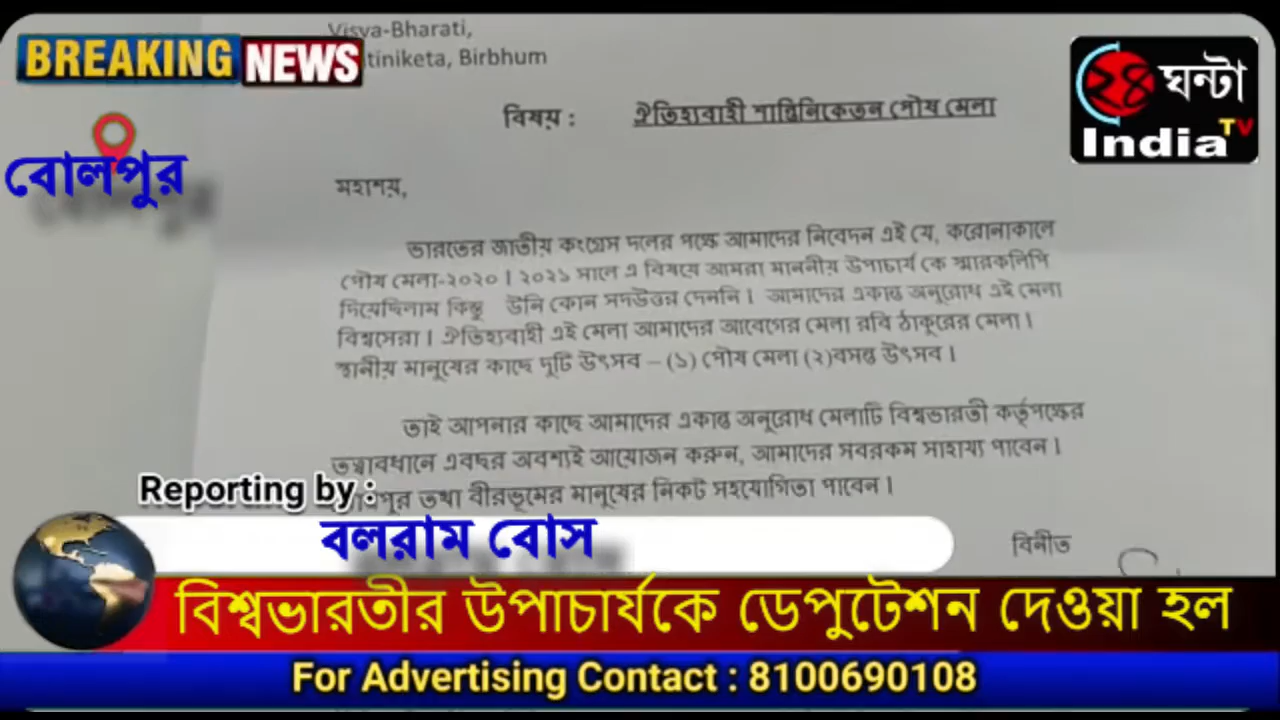 Visva-Bharati,
tiniketa, Birbhum
BREAKING NEWS
২৪ ঘন্টা
India TV
বিষয় : ঐতিহ্যবাহী শান্তিনিকেতন পৌষ মেলা
বোলপুর
মহাশয়,
ভারতের জাতীয় কংগ্রেস দলের পক্ষে আমাদের নিবেদন এই যে, করোনাকালে
পৌষ মেলা-২০২০ । ২০২১ সালে এ বিষয়ে আমরা মাননীয় উপাচার্য কে স্মারকলিপি
দিয়েছিলাম কিন্তু উনি কোন সদউত্তর দেননি । আমাদের একান্ত অনুরোধ এই মেলা
বিশ্বসেরা । ঐতিহ্যবাহী এই মেলা আমাদের আবেগের মেলা রবি ঠাকুরের মেলা ।
স্থানীয় মানুষের কাছে দুটি উৎসব – (১) পৌষ মেলা (২)বসন্ত উৎসব ।
তাই আপনার কাছে আমাদের একান্ত অনুরোধ মেলাটি বিশ্বভারতী কর্তৃপক্ষের
তত্বাবধানে এবছর অবশ্যই আয়োজন করুন, আমাদের সবরকম সাহায্য পাবেন ।
তথা বীরভূমের মানুষের নিকট সহযোগিতা পাবেন ।
Reporting by :
বলরাম বোস
বিনীত
বিশ্বভারতীর উপাচার্যকে ডেপুটেশন দেওয়া হল
For Advertising Contact : 8100690108